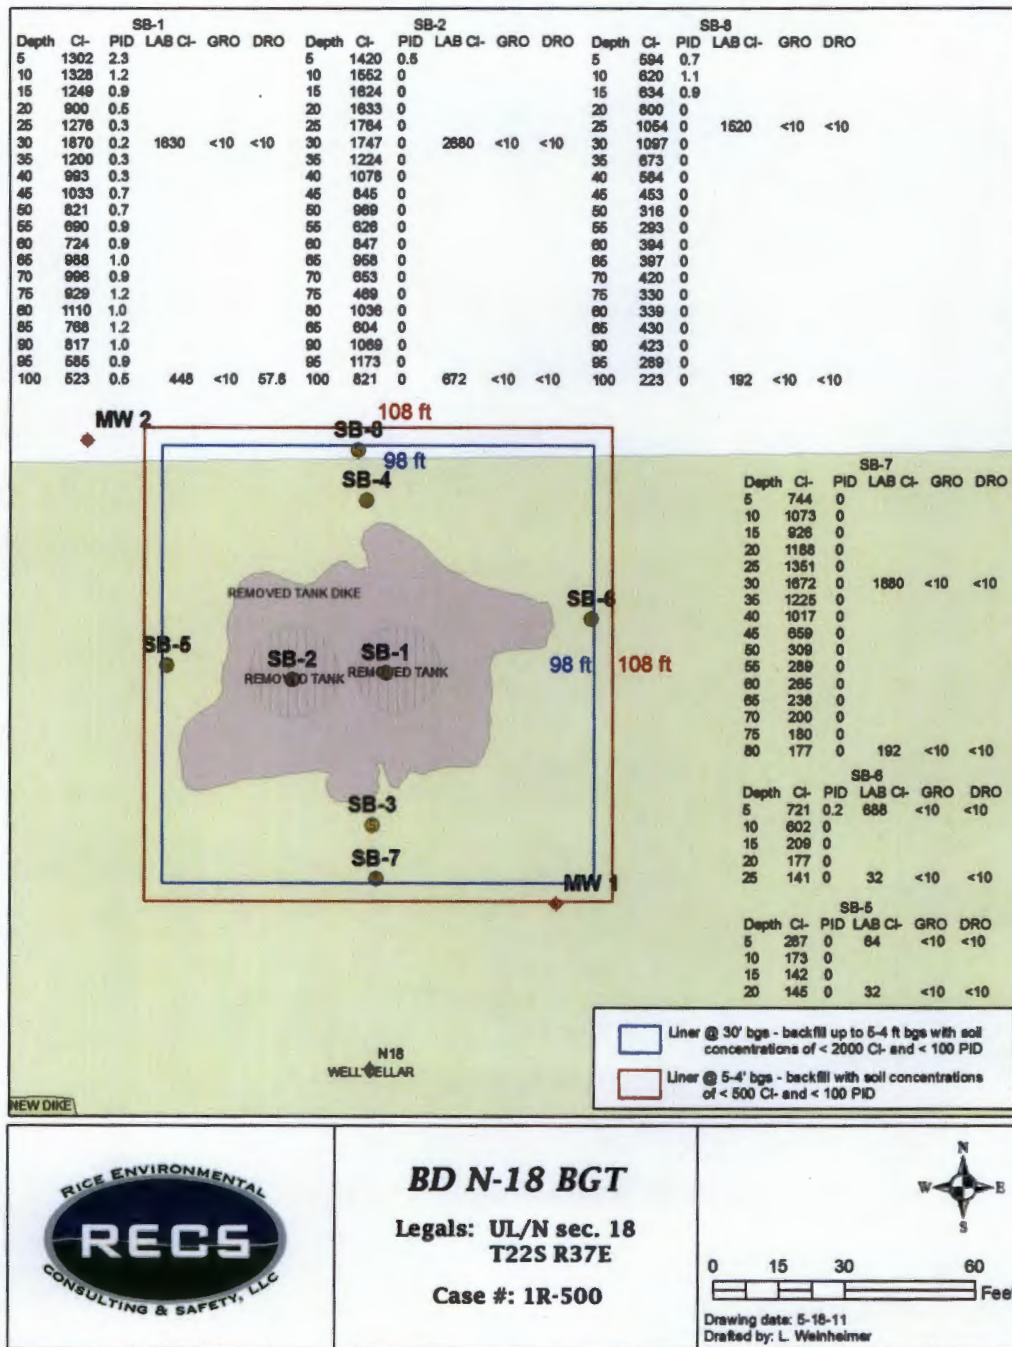 SB-1 SB-2 SB-8
Depth Cl- PID LAB Cl- GRO DRO Depth Cl- PID LAB Cl- GRO DRO Depth Cl- PID LAB Cl- GRO DRO
5 1302 2.3 5 1420 0.5 5 594 0.7
10 1328 1.2 10 1552 0 10 620 1.1
15 1249 0.9 15 1624 0 15 634 0.9
20 900 0.5 20 1633 0 20 800 0
25 1276 0.3 25 1764 0 25 1054 0 1520 <10 <10
30 1870 0.2 1630 <10 <10 30 1747 0 2680 <10 <10 30 1097 0
35 1200 0.3 35 1224 0 35 673 0
40 993 0.3 40 1076 0 40 564 0
45 1033 0.7 45 845 0 45 453 0
50 821 0.7 50 989 0 50 316 0
55 690 0.9 55 626 0 55 293 0
60 724 0.9 60 847 0 60 394 0
65 988 1.0 65 958 0 65 397 0
70 996 0.9 70 653 0 70 420 0
75 929 1.2 75 469 0 75 330 0
80 1110 1.0 80 1036 0 80 339 0
85 768 1.2 85 604 0 85 430 0
90 817 1.0 90 1069 0 90 423 0
95 585 0.9 95 1173 0 95 289 0
100 523 0.5 448 <10 57.8 100 821 0 672 <10 <10 100 223 0 192 <10 <10
MW 2
108 ft
SB-8
98 ft
SB-4
REMOVED TANK DIKE
SB-6
SB-5
SB-2 SB-1
REMOVED TANK REMOVED TANK
98 ft 108 ft
SB-3
SB-7
MW 1
SB-7
Depth Cl- PID LAB Cl- GRO DRO
5 744 0
10 1073 0
15 926 0
20 1188 0
25 1351 0
30 1672 0 1680 <10 <10
35 1225 0
40 1017 0
45 659 0
50 309 0
55 289 0
60 265 0
65 236 0
70 200 0
75 180 0
80 177 0 192 <10 <10
SB-6
Depth Cl- PID LAB Cl- GRO DRO
5 721 0.2 688 <10 <10
10 602 0
15 209 0
20 177 0
25 141 0 32 <10 <10
SB-5
Depth Cl- PID LAB Cl- GRO DRO
5 267 0 64 <10 <10
10 173 0
15 142 0
20 145 0 32 <10 <10
Liner @ 30' bgs - backfill up to 5-4 ft bgs with soil
concentrations of < 2000 Cl- and < 100 PID
Liner @ 5-4' bgs - backfill with soil concentrations
of < 500 Cl- and < 100 PID
N18
WELL CELLAR
NEW DIKE
RICE ENVIRONMENTAL
RECS
CONSULTING & SAFETY, LLC
BD N-18 BGT
Legals: UL/N sec. 18
T22S R37E
Case #: 1R-500
N
W E
S
0 15 30 60
Feet
Drawing date: 5-18-11
Drafted by: L. Weinheimer